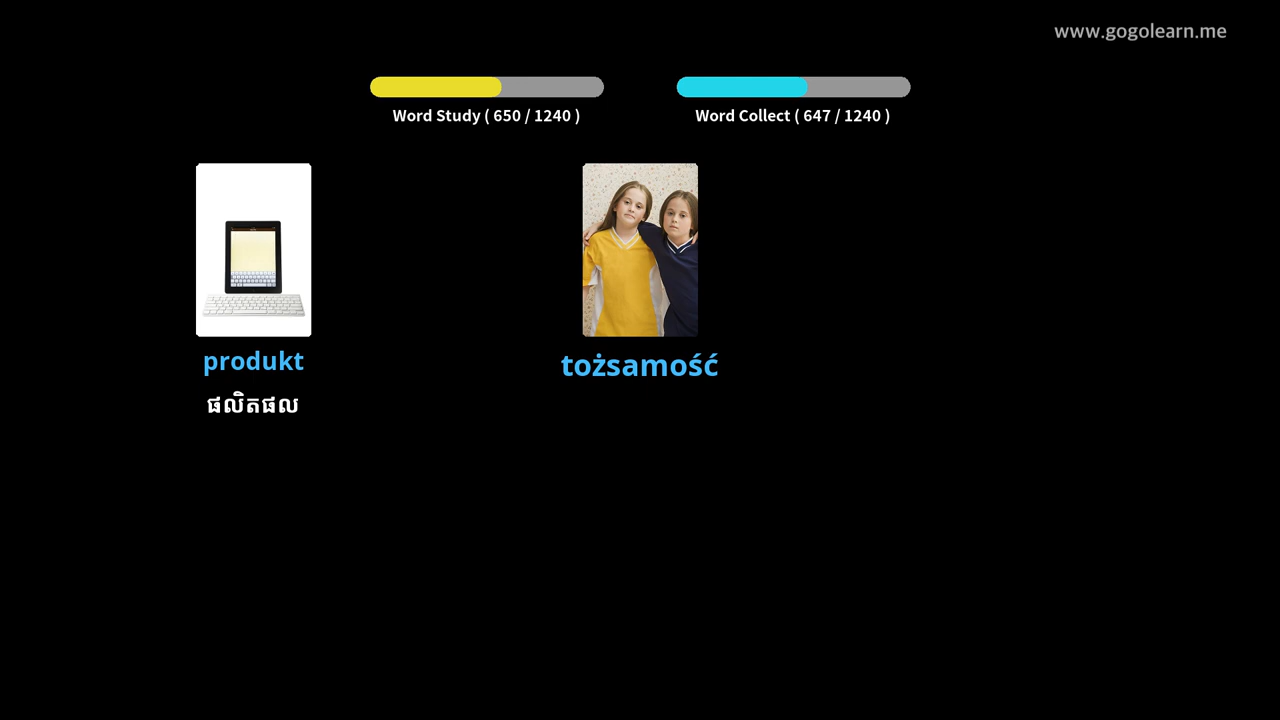 www.gogolearn.me
Word Study ( 650 / 1240 )
Word Collect ( 647 / 1240 )
produkt
ផលិតផល
tożsamość